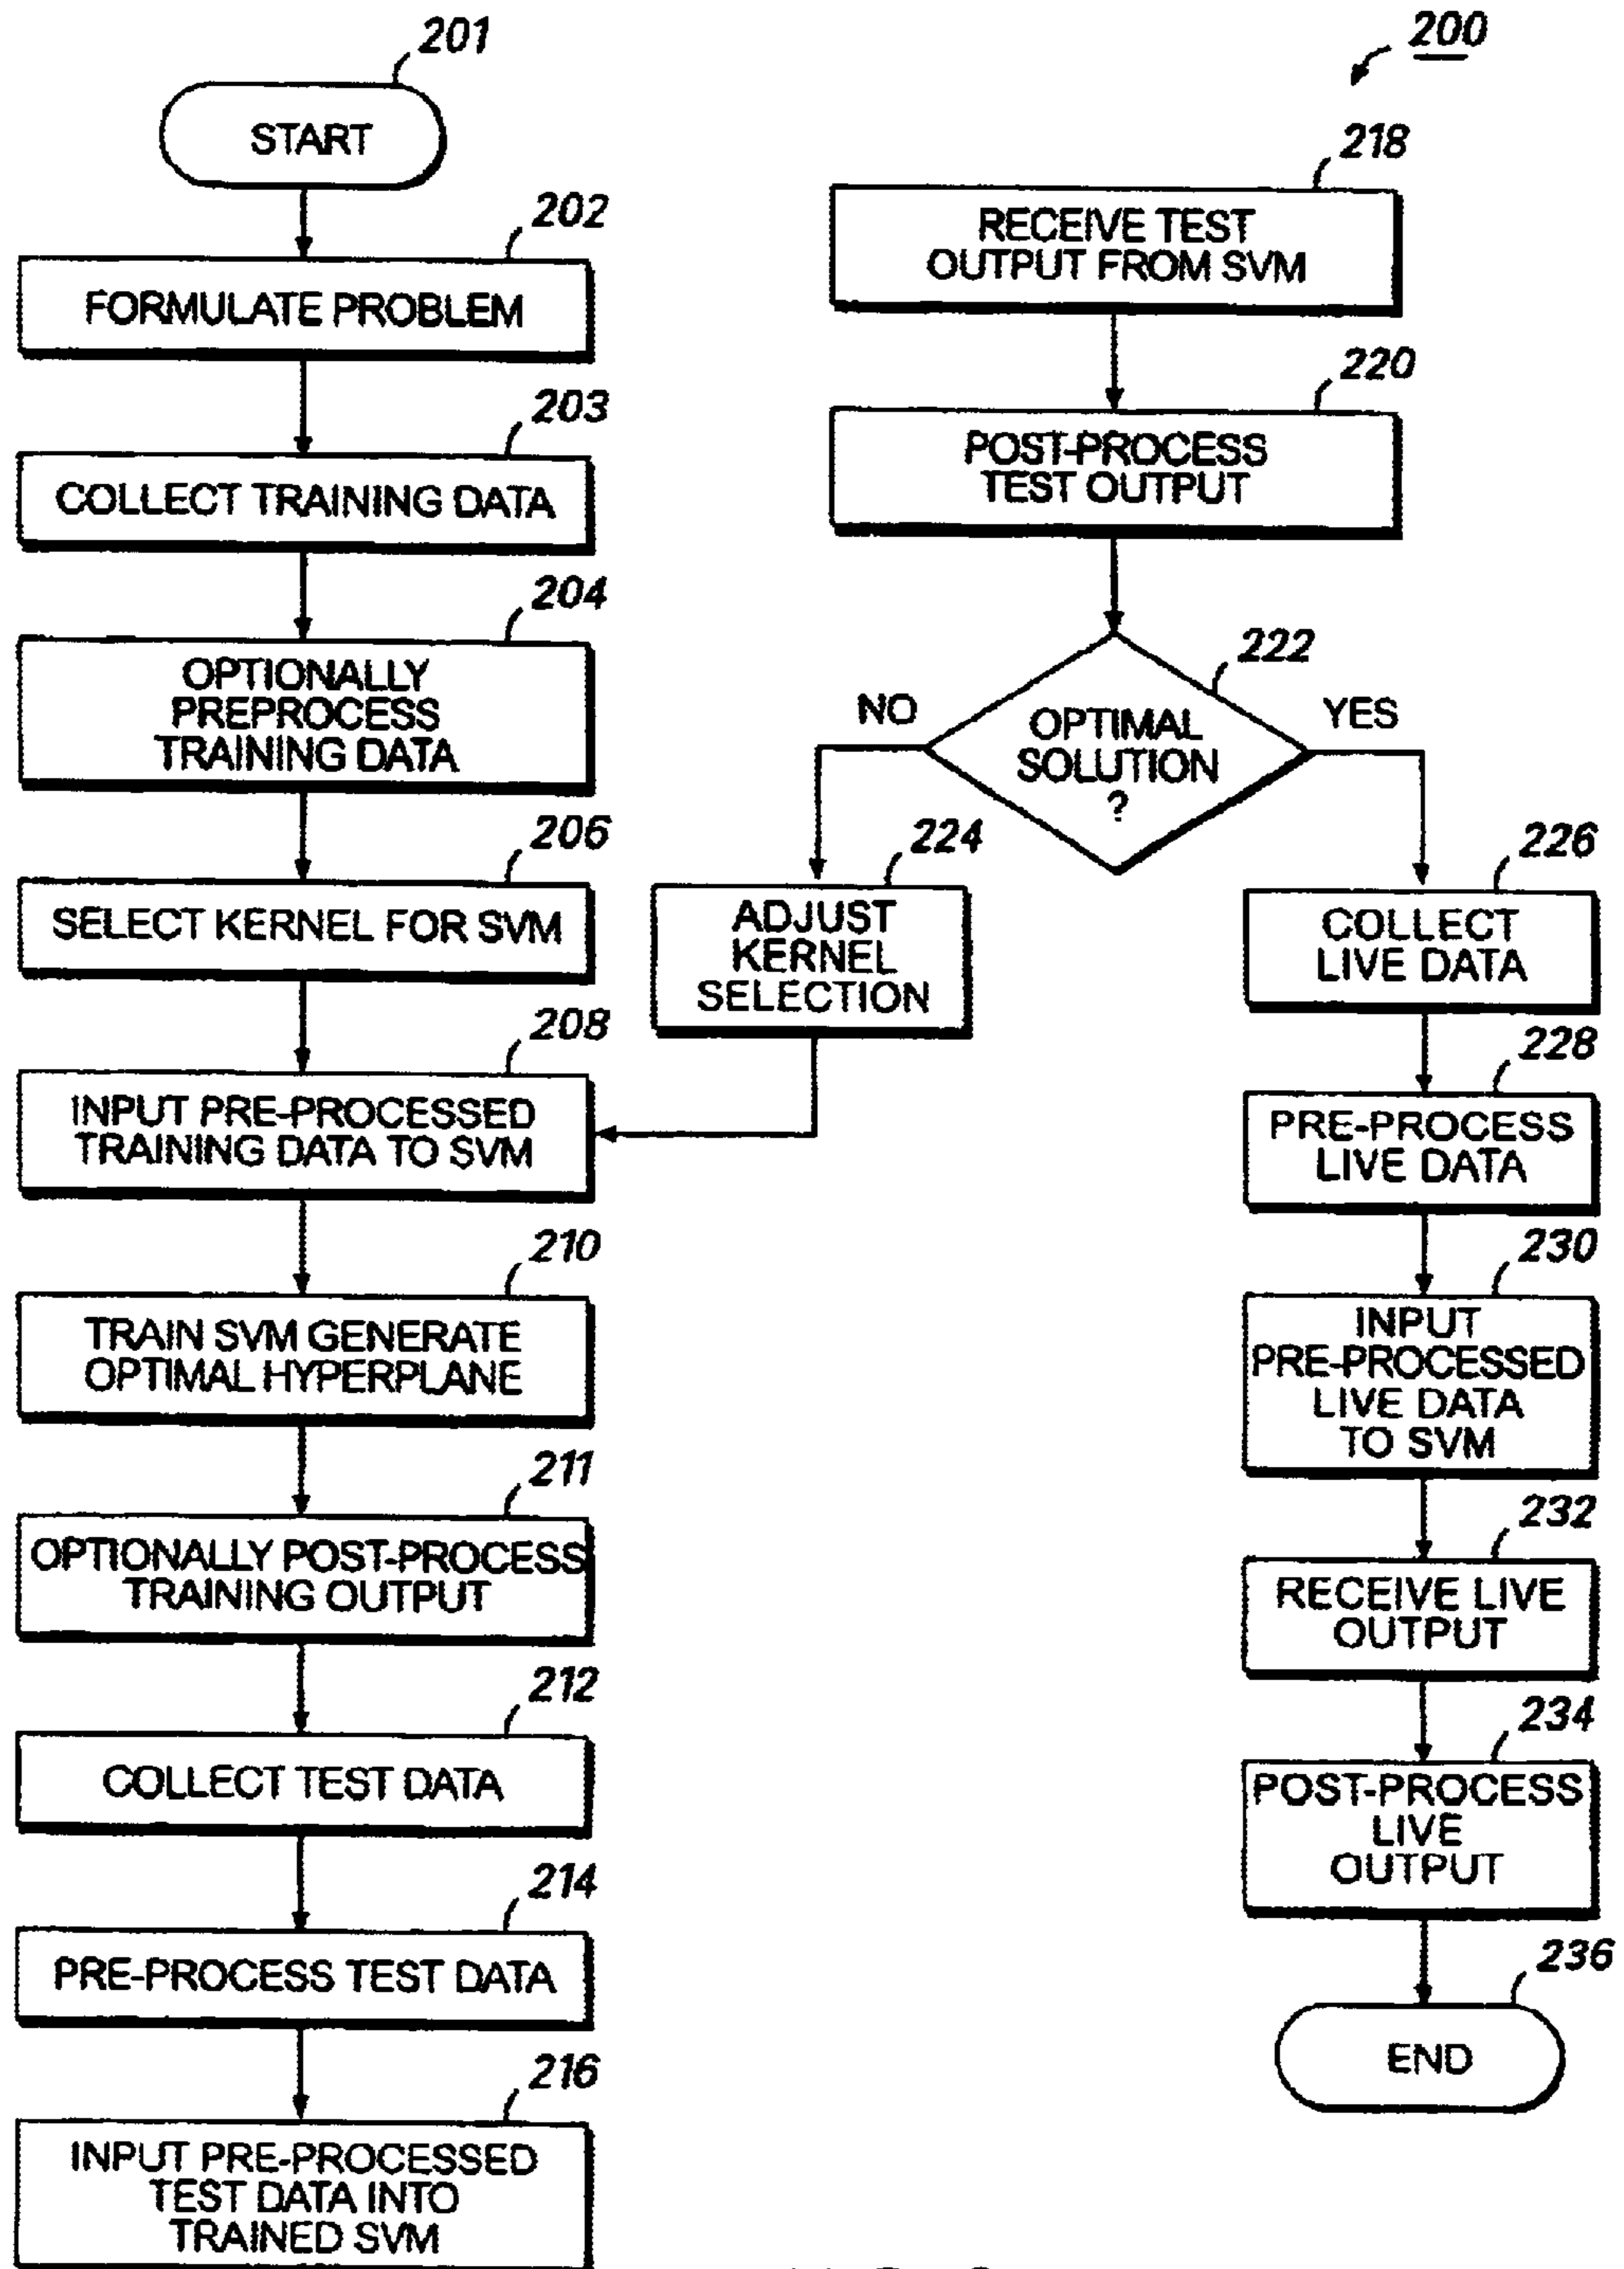 200
201
START
202
FORMULATE PROBLEM
203
COLLECT TRAINING DATA
204
OPTIONALLY
PREPROCESS
TRAINING DATA
206
SELECT KERNEL FOR SVM
208
INPUT PRE-PROCESSED
TRAINING DATA TO SVM
210
TRAIN SVM GENERATE
OPTIMAL HYPERPLANE
211
OPTIONALLY POST-PROCESS
TRAINING OUTPUT
212
COLLECT TEST DATA
214
PRE-PROCESS TEST DATA
216
INPUT PRE-PROCESSED
TEST DATA INTO
TRAINED SVM
218
RECEIVE TEST
OUTPUT FROM SVM
220
POST-PROCESS
TEST OUTPUT
222
OPTIMAL
SOLUTION
?
NO
YES
224
ADJUST
KERNEL
SELECTION
226
COLLECT
LIVE DATA
228
PRE-PROCESS
LIVE DATA
230
INPUT
PRE-PROCESSED
LIVE DATA
TO SVM
232
RECEIVE LIVE
OUTPUT
234
POST-PROCESS
LIVE
OUTPUT
236
END